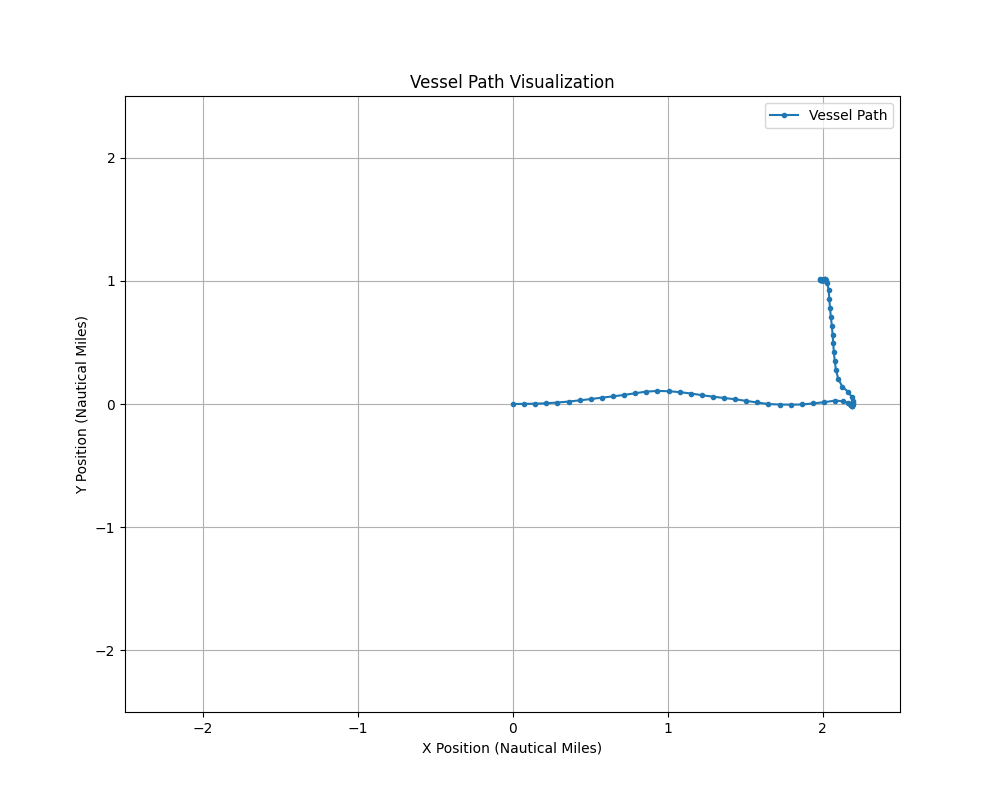 Vessel Path Visualization
Vessel Path
2
1
0
−1
−2
Y Position (Nautical Miles)
−2
−1
0
1
2
X Position (Nautical Miles)